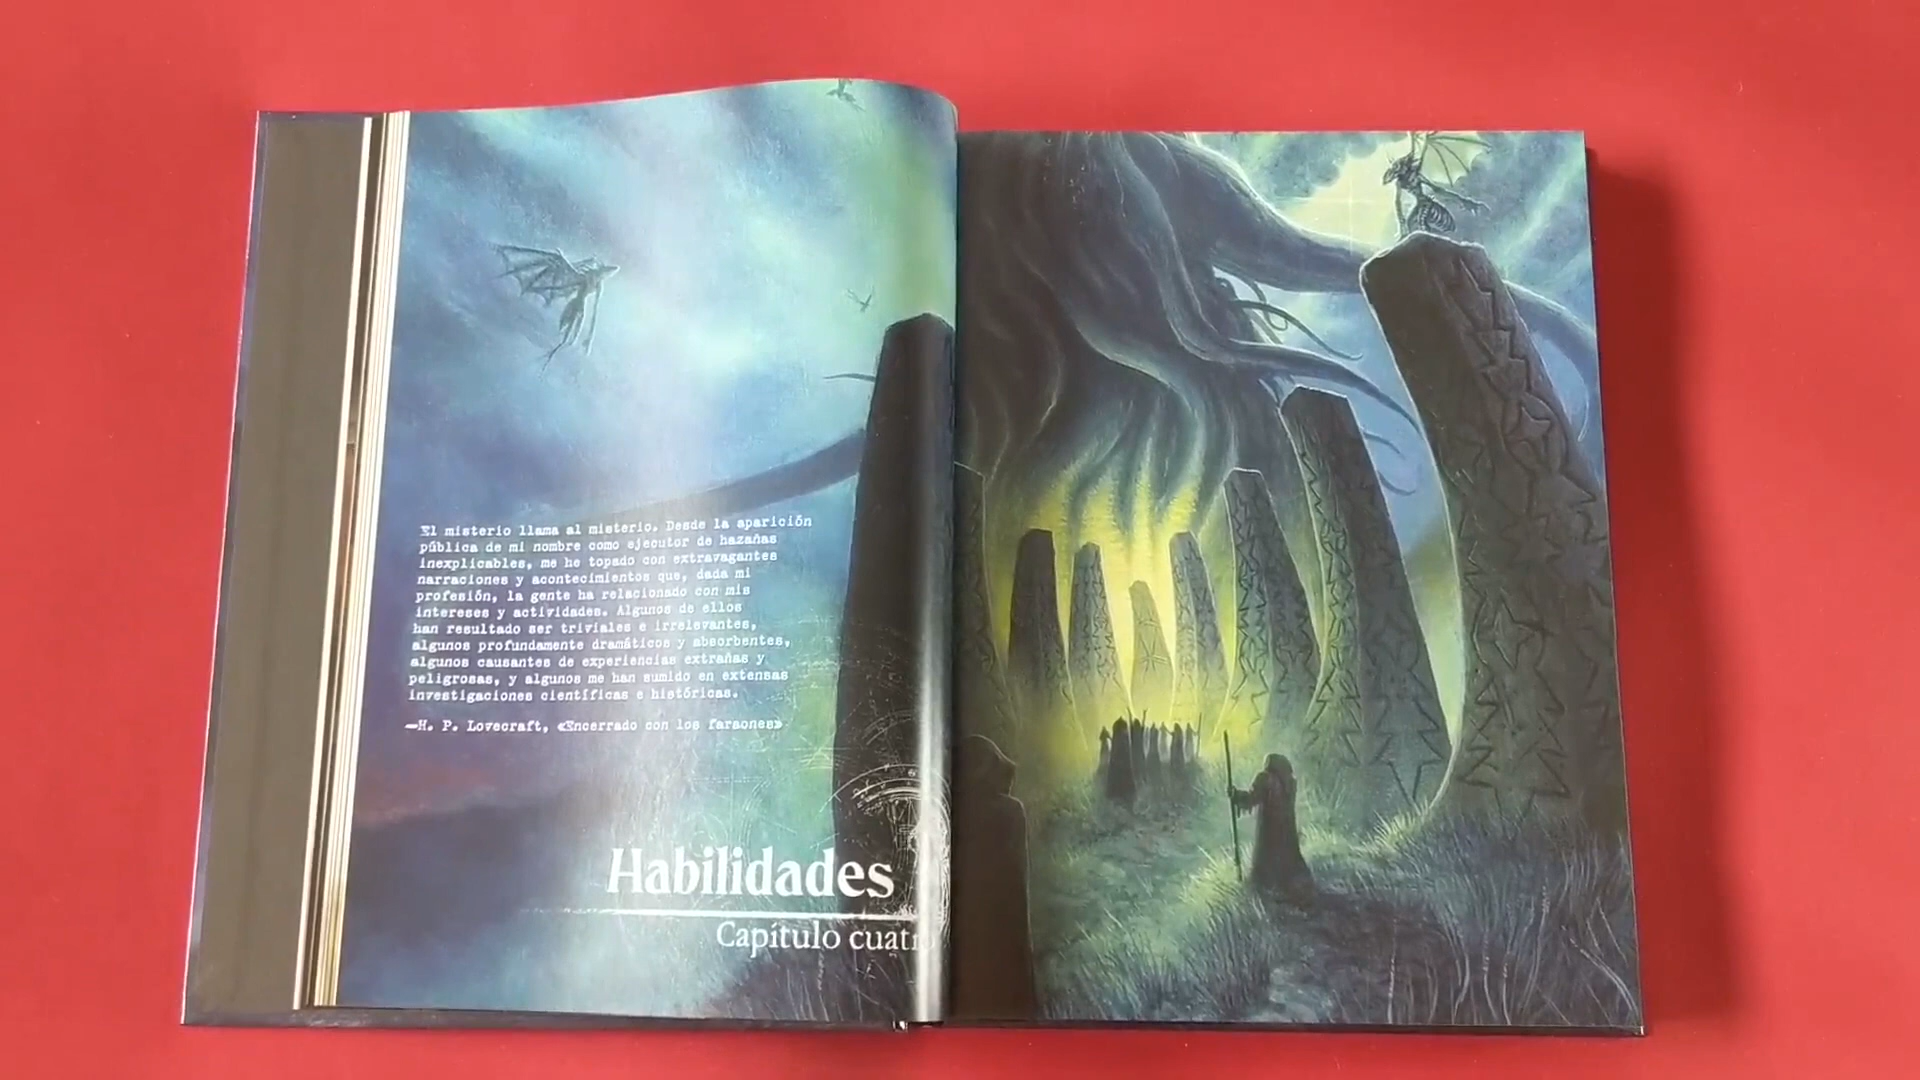 El misterio llama al misterio. Desde la aparición
pública de mi nombre como ejecutor de hazañas
inexplicables, me he topado con extravagantes
narraciones y acontecimientos que, dada mi
profesión, la gente ha relacionado con mis
intereses y actividades. Algunos de ellos
han resultado ser triviales e irrelevantes,
algunos profundamente dramáticos y absorbentes,
algunos causantes de experiencias extrañas y
peligrosas, y algunos me han sumido en extensas
investigaciones científicas e históricas.
—H. P. Lovecraft, «Encerrado con los faraones»
Habilidades
Capítulo cuatro